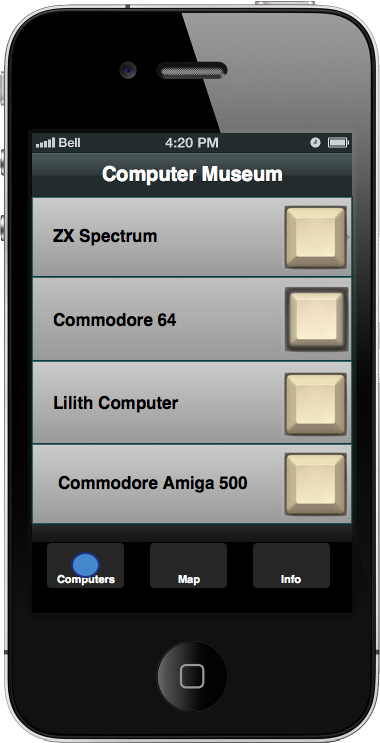 Bell 4:20 PM
Computer Museum
ZX Spectrum
Commodore 64
Lilith Computer
Commodore Amiga 500
Computers Map Info